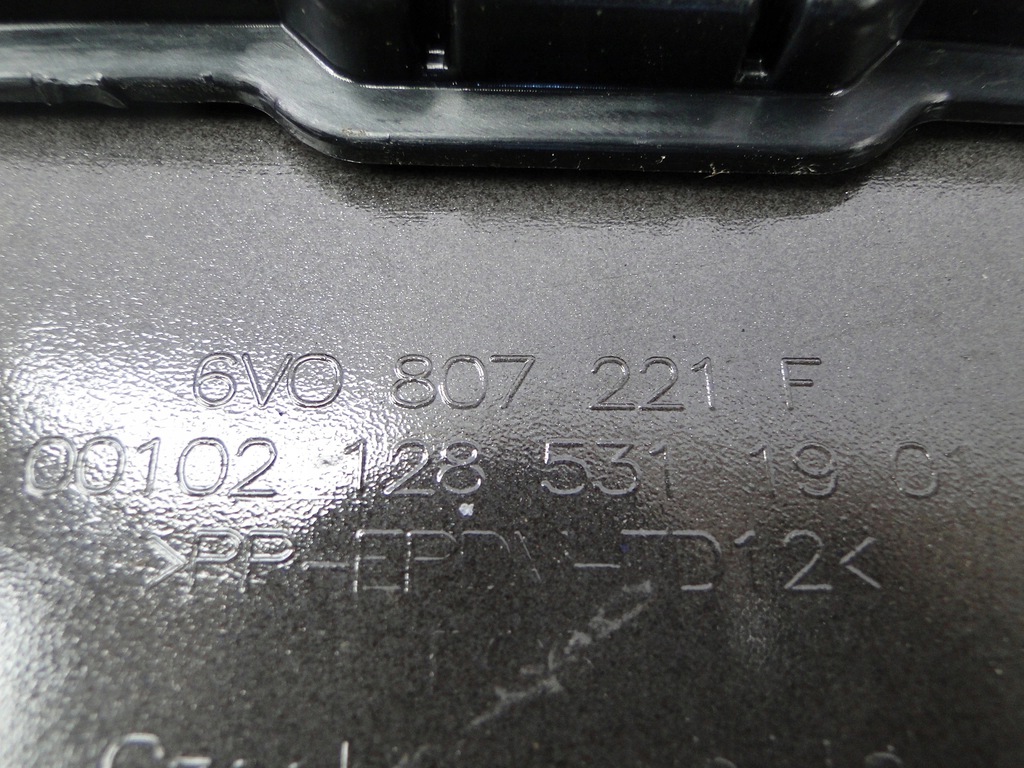 6V0 807 221 F
00102 128 531 19 01
>PP-EPDM-TD12<